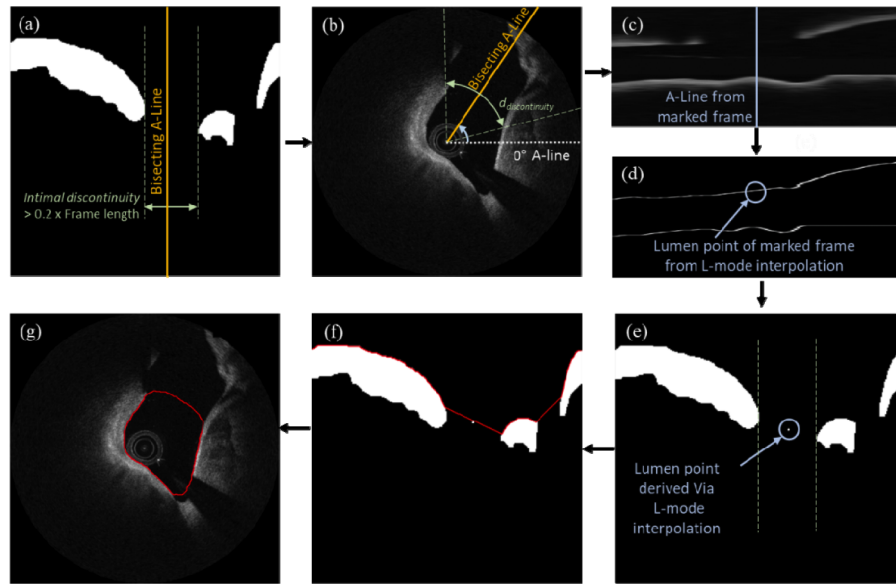 (a)
Bisecting A-Line
Intimal discontinuity
> 0.2 x Frame length
(b)
Bisecting A-Line
d discontinuity
0° A-line
(c)
A-Line from
marked frame
(d)
Lumen point of marked frame
from L-mode interpolation
(g)
(f)
(e)
Lumen point
derived Via
L-mode
interpolation